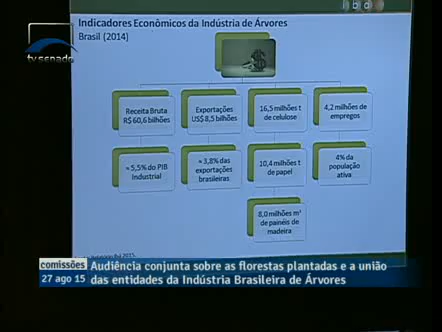 Indicadores Econômicos da Indústria de Árvores
Brasil (2014)
tv senado
Receita Bruta
R$ 60,6 bilhões
Exportações
US$ 8,5 bilhões
16,5 milhões t
de celulose
4,2 milhões de
empregos
≈ 5,5% do PIB
Industrial
≈ 3,8% das
exportações
brasileiras
10,4 milhões t
de papel
4% da
população
ativa
8,0 milhões m³
de painéis de
madeira
comissões
27 ago 15
Audiência conjunta sobre as florestas plantadas e a união
das entidades da Indústria Brasileira de Árvores